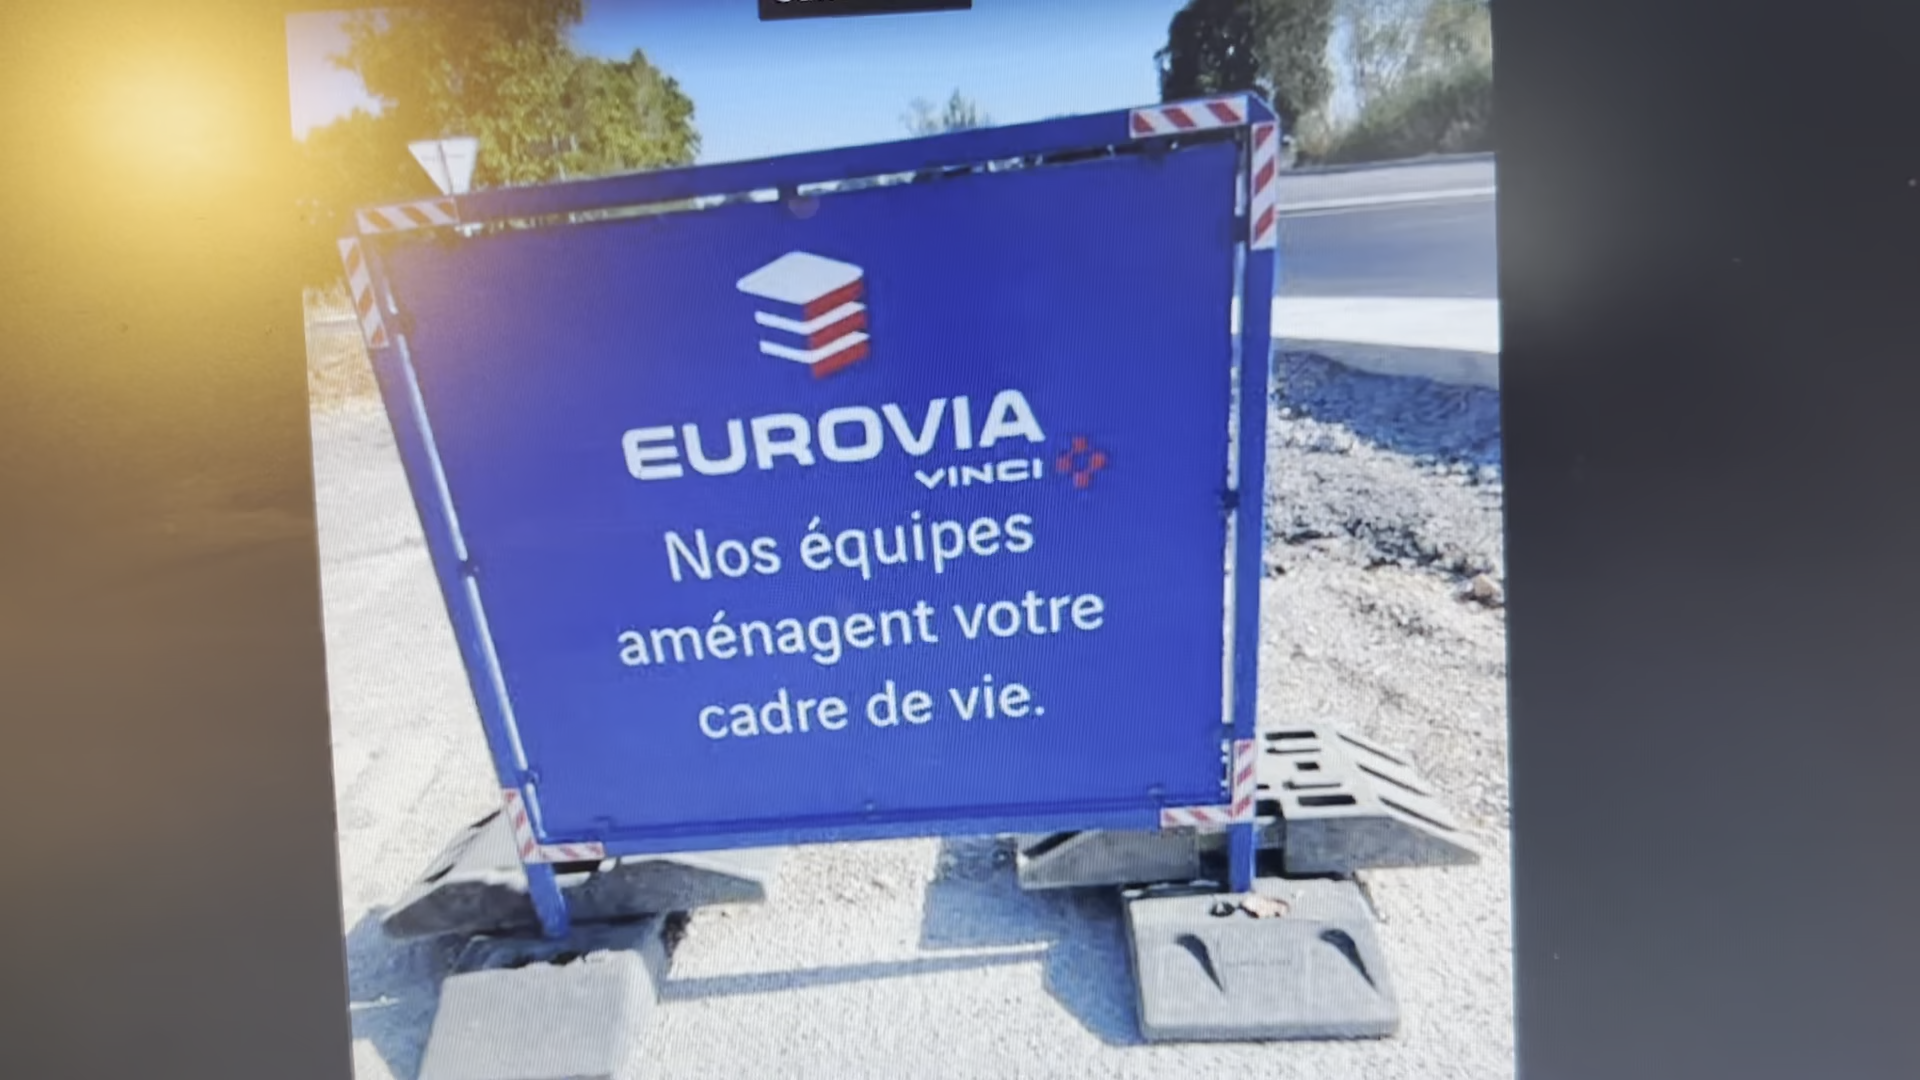 EUROVIA
VINCI
Nos équipes
aménagent votre
cadre de vie.